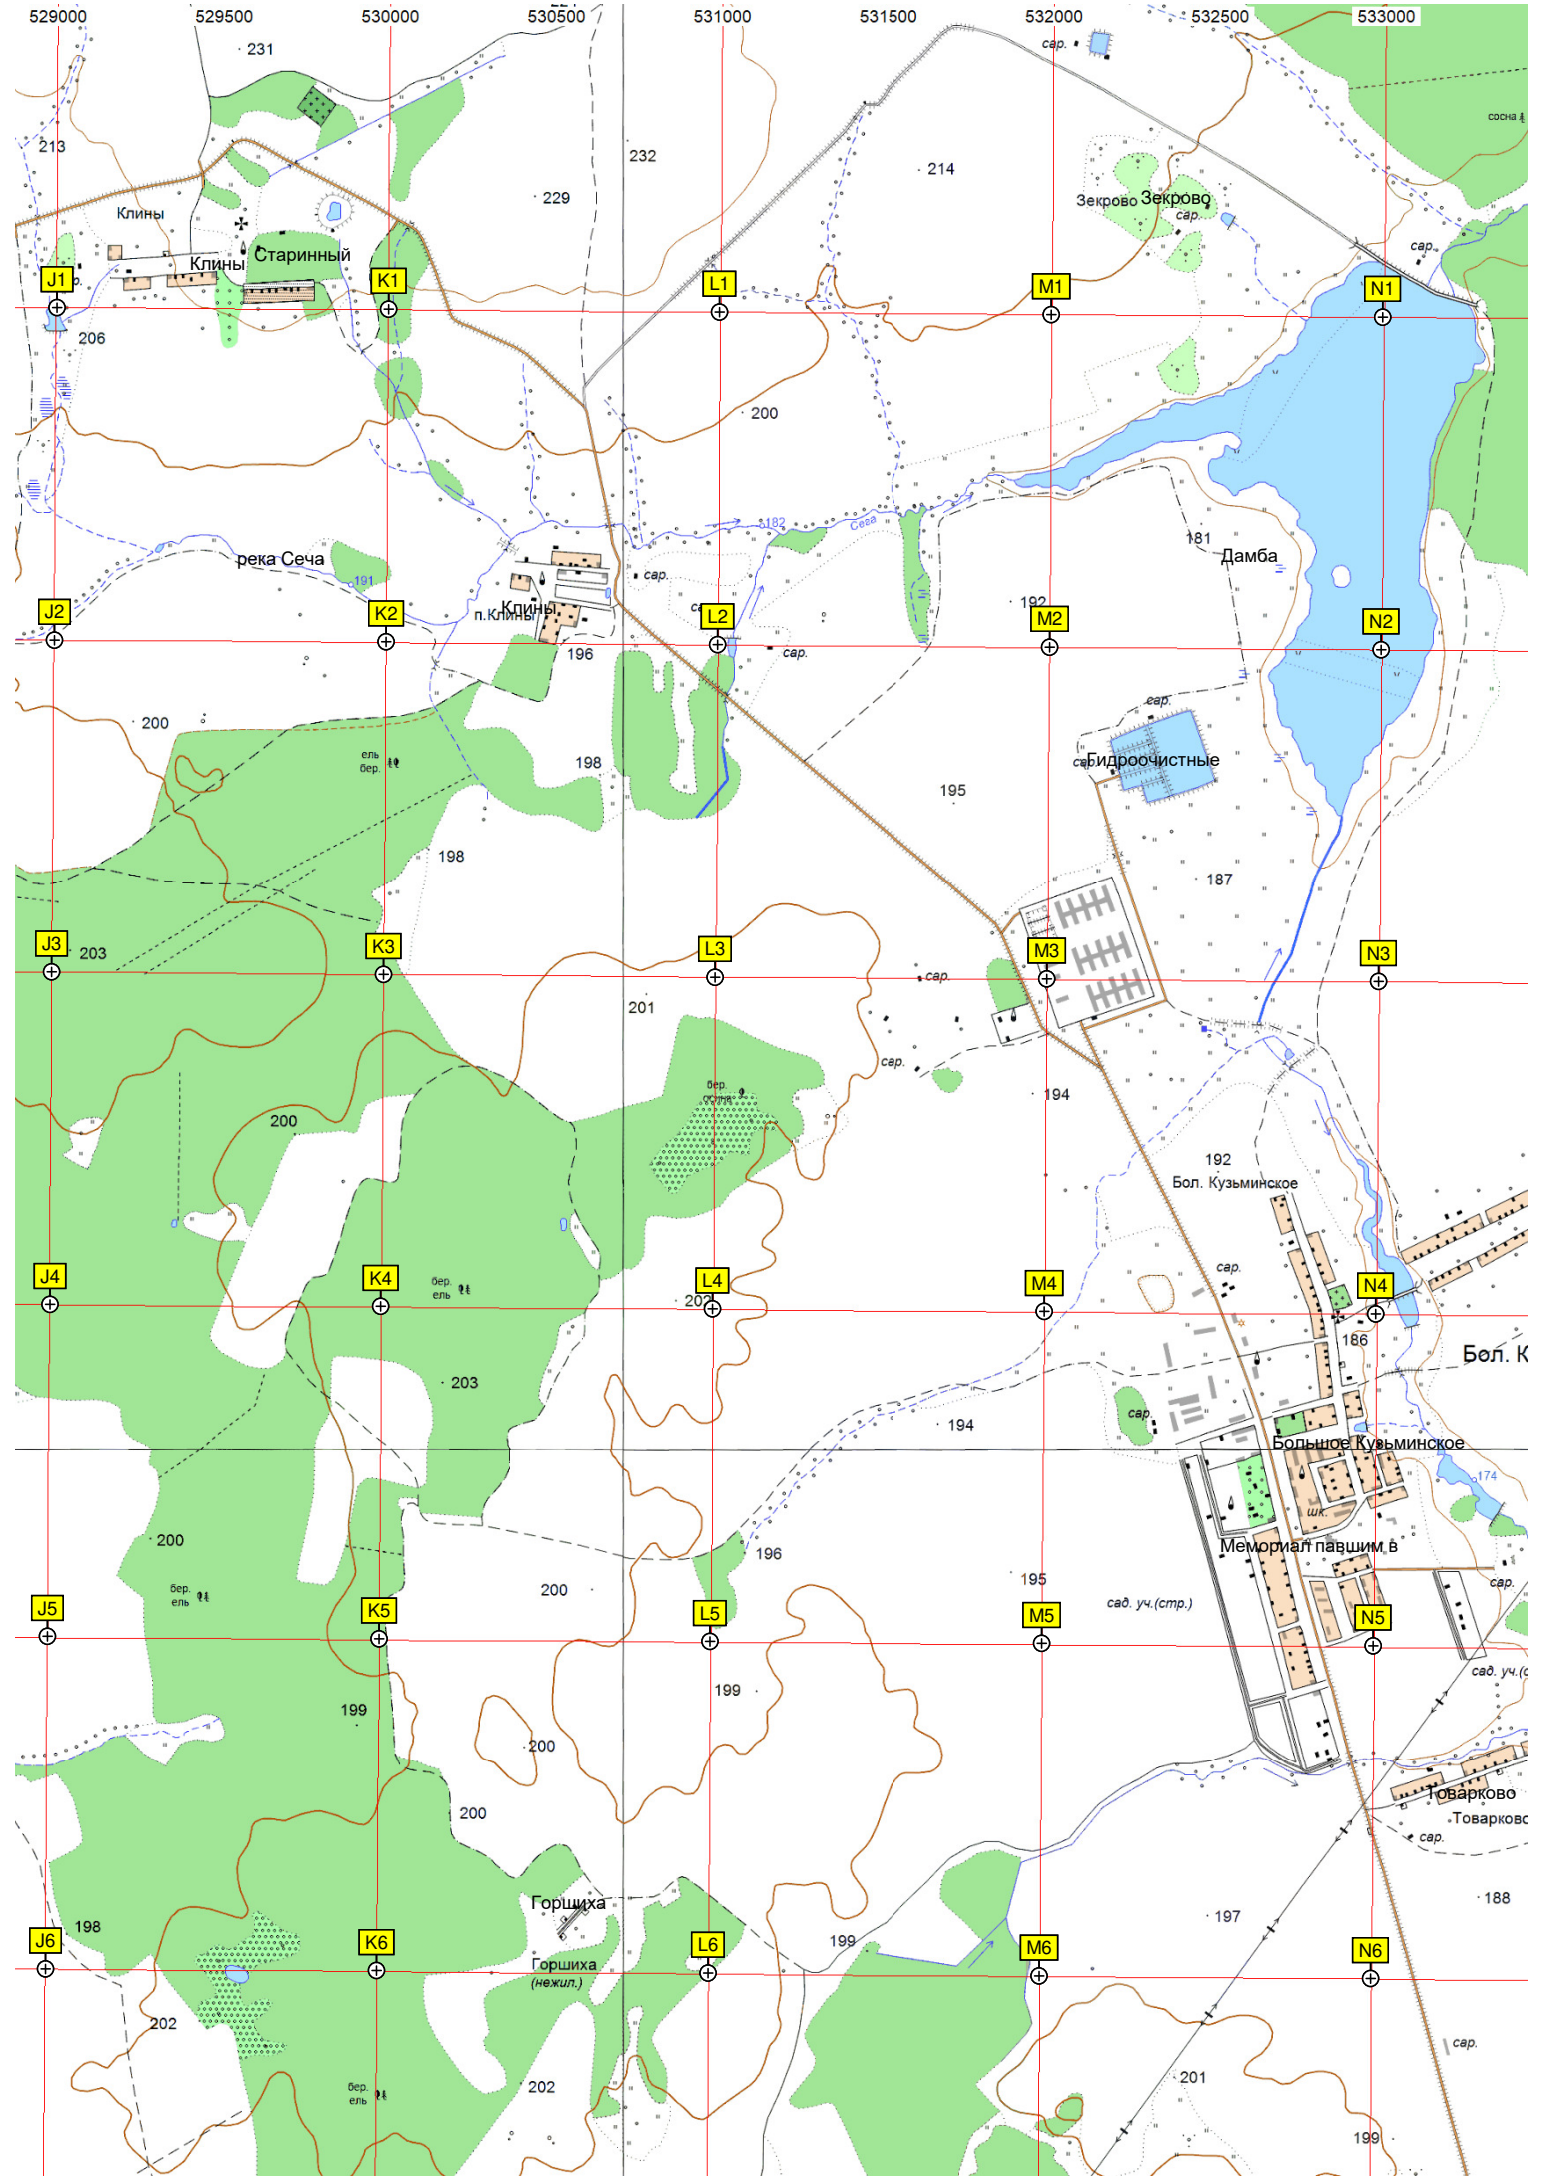 529000 529500 530000 530500 531000 531500 532000 532500 533000
231
сар.
213
232
214
сосна
229
Клины
Зекрово
Зекрово
сар.
Клины
Старинный
сар.
J1
K1
L1
M1
N1
206
200
182
Сега
181
Дамба
река Сеча
191
сар.
Клины
п.Клины
192
J2
K2
L2
M2
N2
196
сар.
200
сар.
ель
бер.
198
Гидроочистные
сар.
195
198
187
J3
K3
L3
M3
N3
203
сар.
201
сар.
бер.
осина
194
200
192
Бол. Кузьминское
сар.
J4
K4
L4
M4
N4
бер.
ель
202
186
Бол. К
203
сар.
194
Большое Кузьминское
174
шк.
200
196
Мемориал павшим в
бер.
ель
200
195
сад. уч.(стр.)
сар.
J5
K5
L5
M5
N5
сад. уч.(с
199
199
200
200
Товарково
Товарково
сар.
188
Горшиха
198
197
199
J6
K6
L6
M6
N6
Горшиха
(нежил.)
202
сар.
бер.
ель
202
201
199